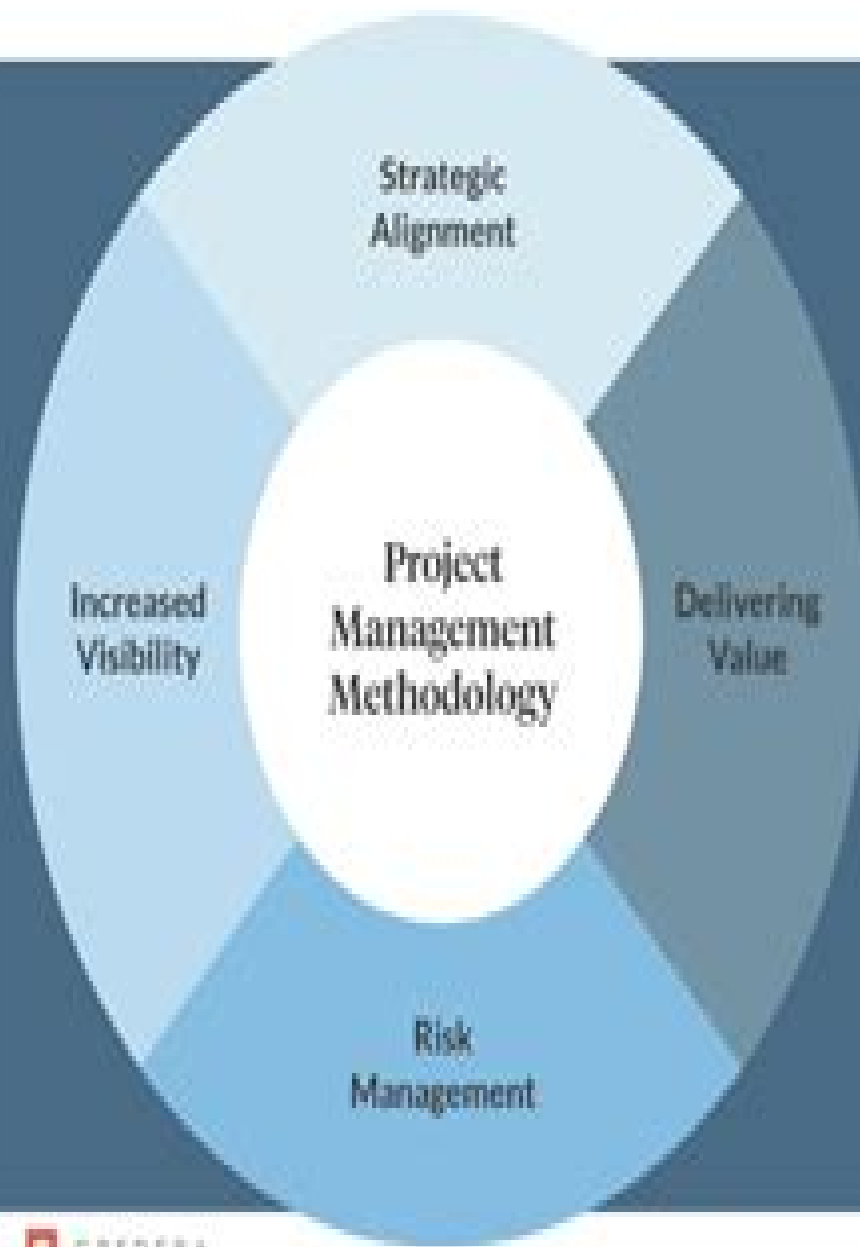 Strategic
Alignment
Increased
Visibility
Project
Management
Methodology
Delivering
Value
Risk
Management